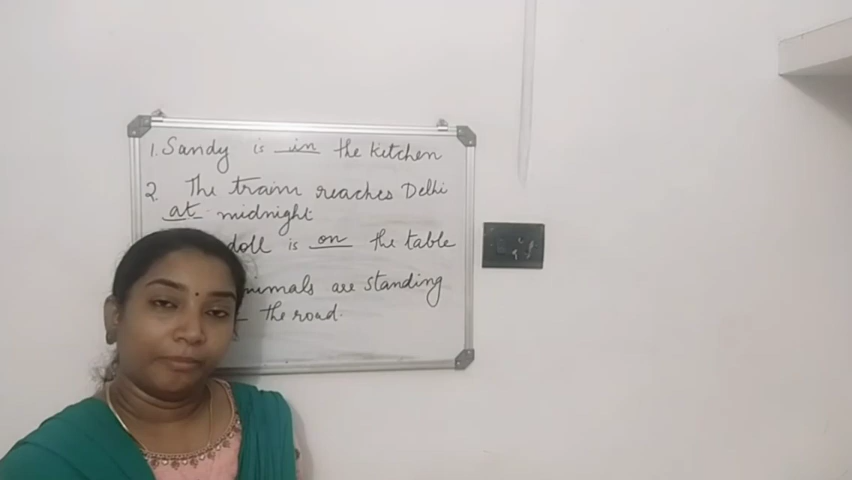 1. Sandy is in the kitchen
2. The train reaches Delhi
at midnight
doll is on the table
are standing
the road.